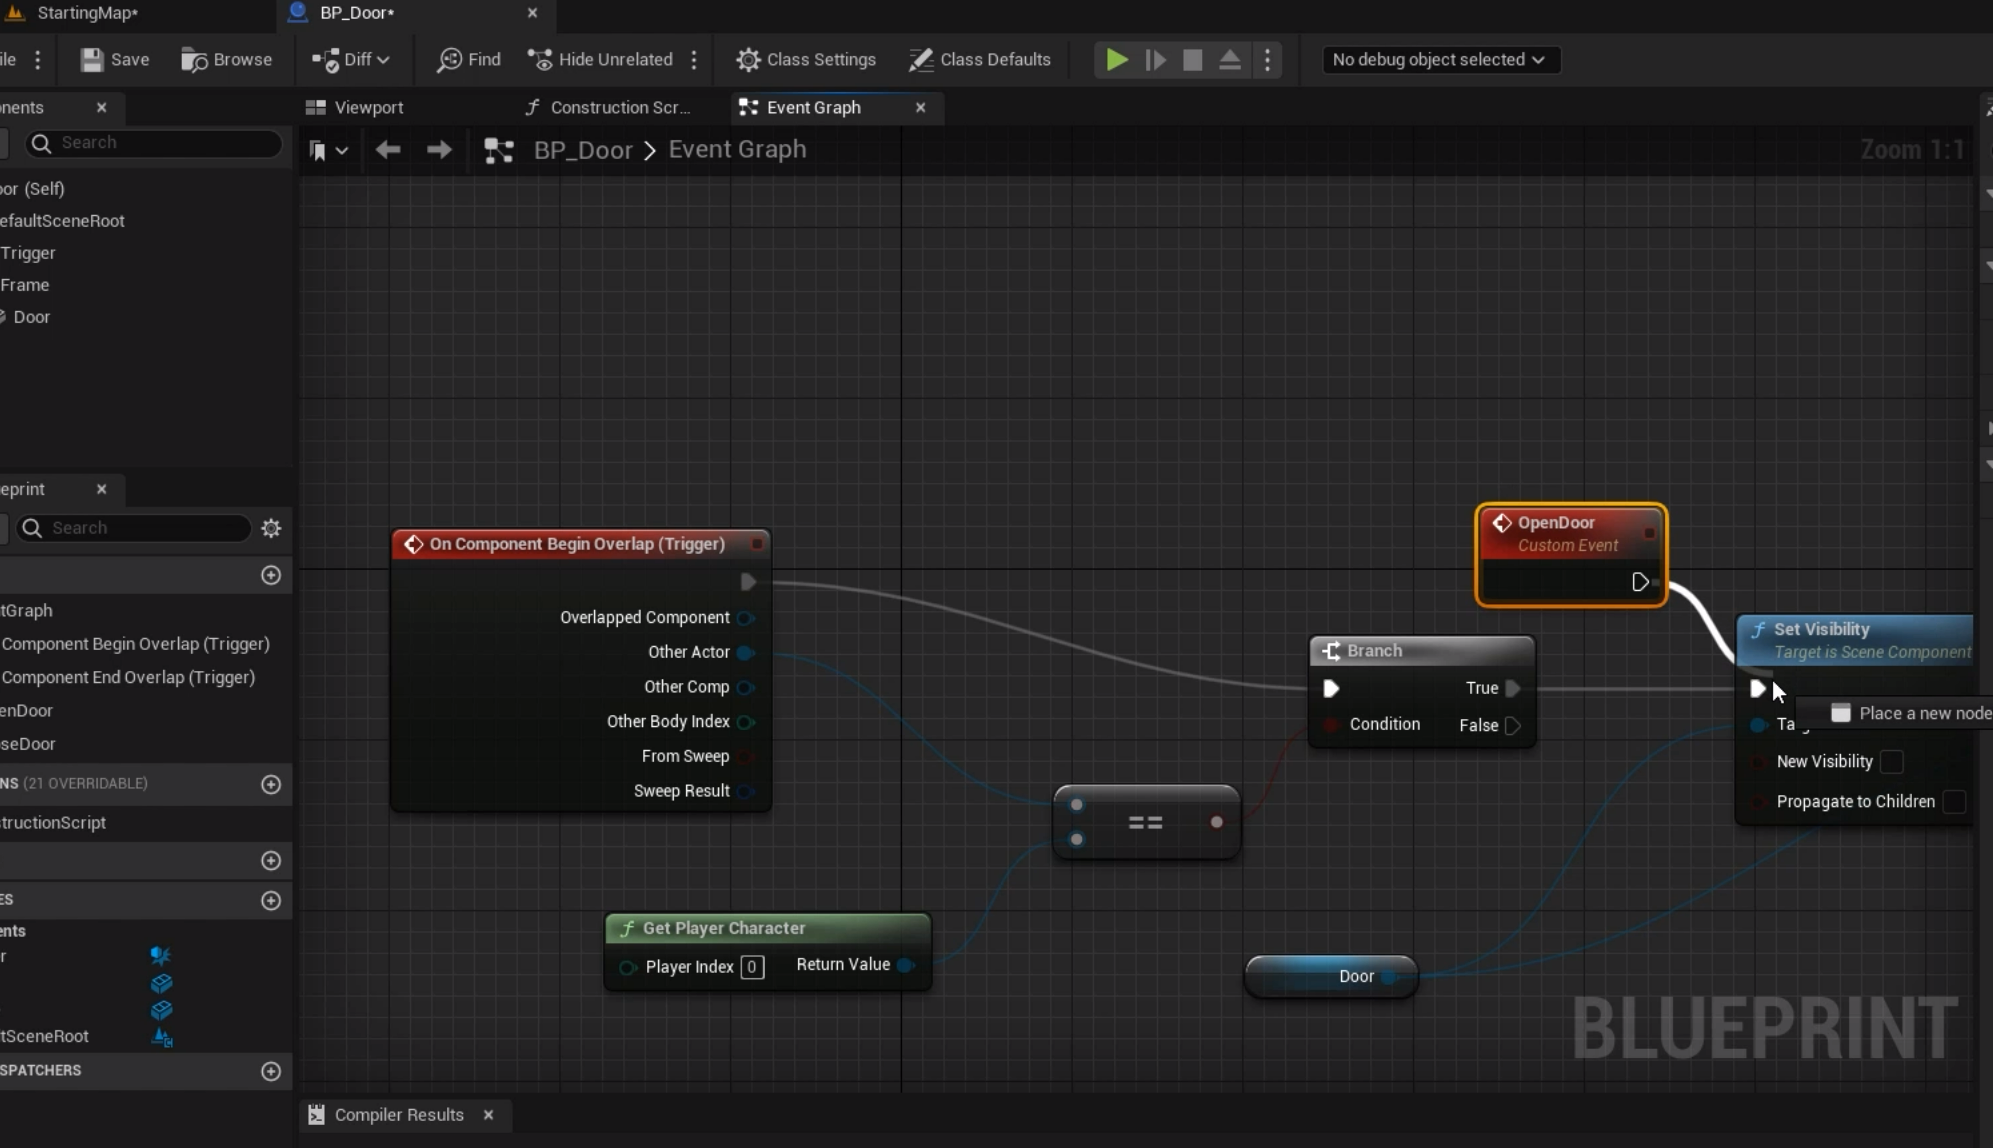 StartingMap*
BP_Door*
ile
Save
Browse
Diff
Find
Hide Unrelated
Class Settings
Class Defaults
No debug object selected
nents
Viewport
Construction Scr...
Event Graph
Search
BP_Door > Event Graph
Zoom 1:1
oor (Self)
efaultSceneRoot
Trigger
Frame
Door
eprint
Search
OpenDoor
Custom Event
On Component Begin Overlap (Trigger)
Overlapped Component
Other Actor
Other Comp
Other Body Index
From Sweep
Sweep Result
tGraph
Component Begin Overlap (Trigger)
Component End Overlap (Trigger)
enDoor
seDoor
NS (21 OVERRIDABLE)
tructionScript
ES
ents
r
tSceneRoot
SPATCHERS
Branch
True
Condition
False
Set Visibility
Target is Scene Component
Place a new node
Ta
New Visibility
Propagate to Children
==
Get Player Character
Player Index 0
Return Value
Door
BLUEPRINT
Compiler Results